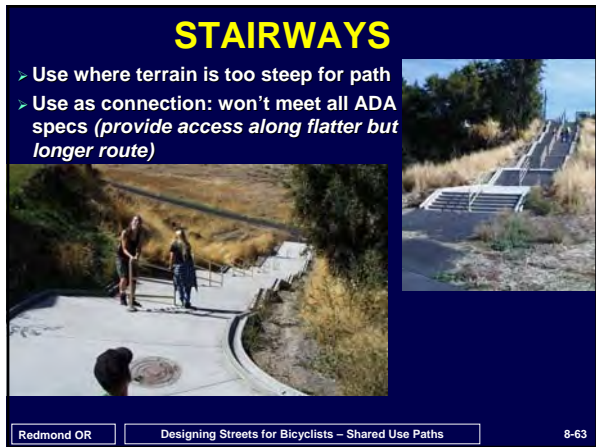 STAIRWAYS
➢ Use where terrain is too steep for path
➢ Use as connection: won’t meet all ADA
specs (provide access along flatter but
longer route)
Redmond OR
Designing Streets for Bicyclists – Shared Use Paths
8-63